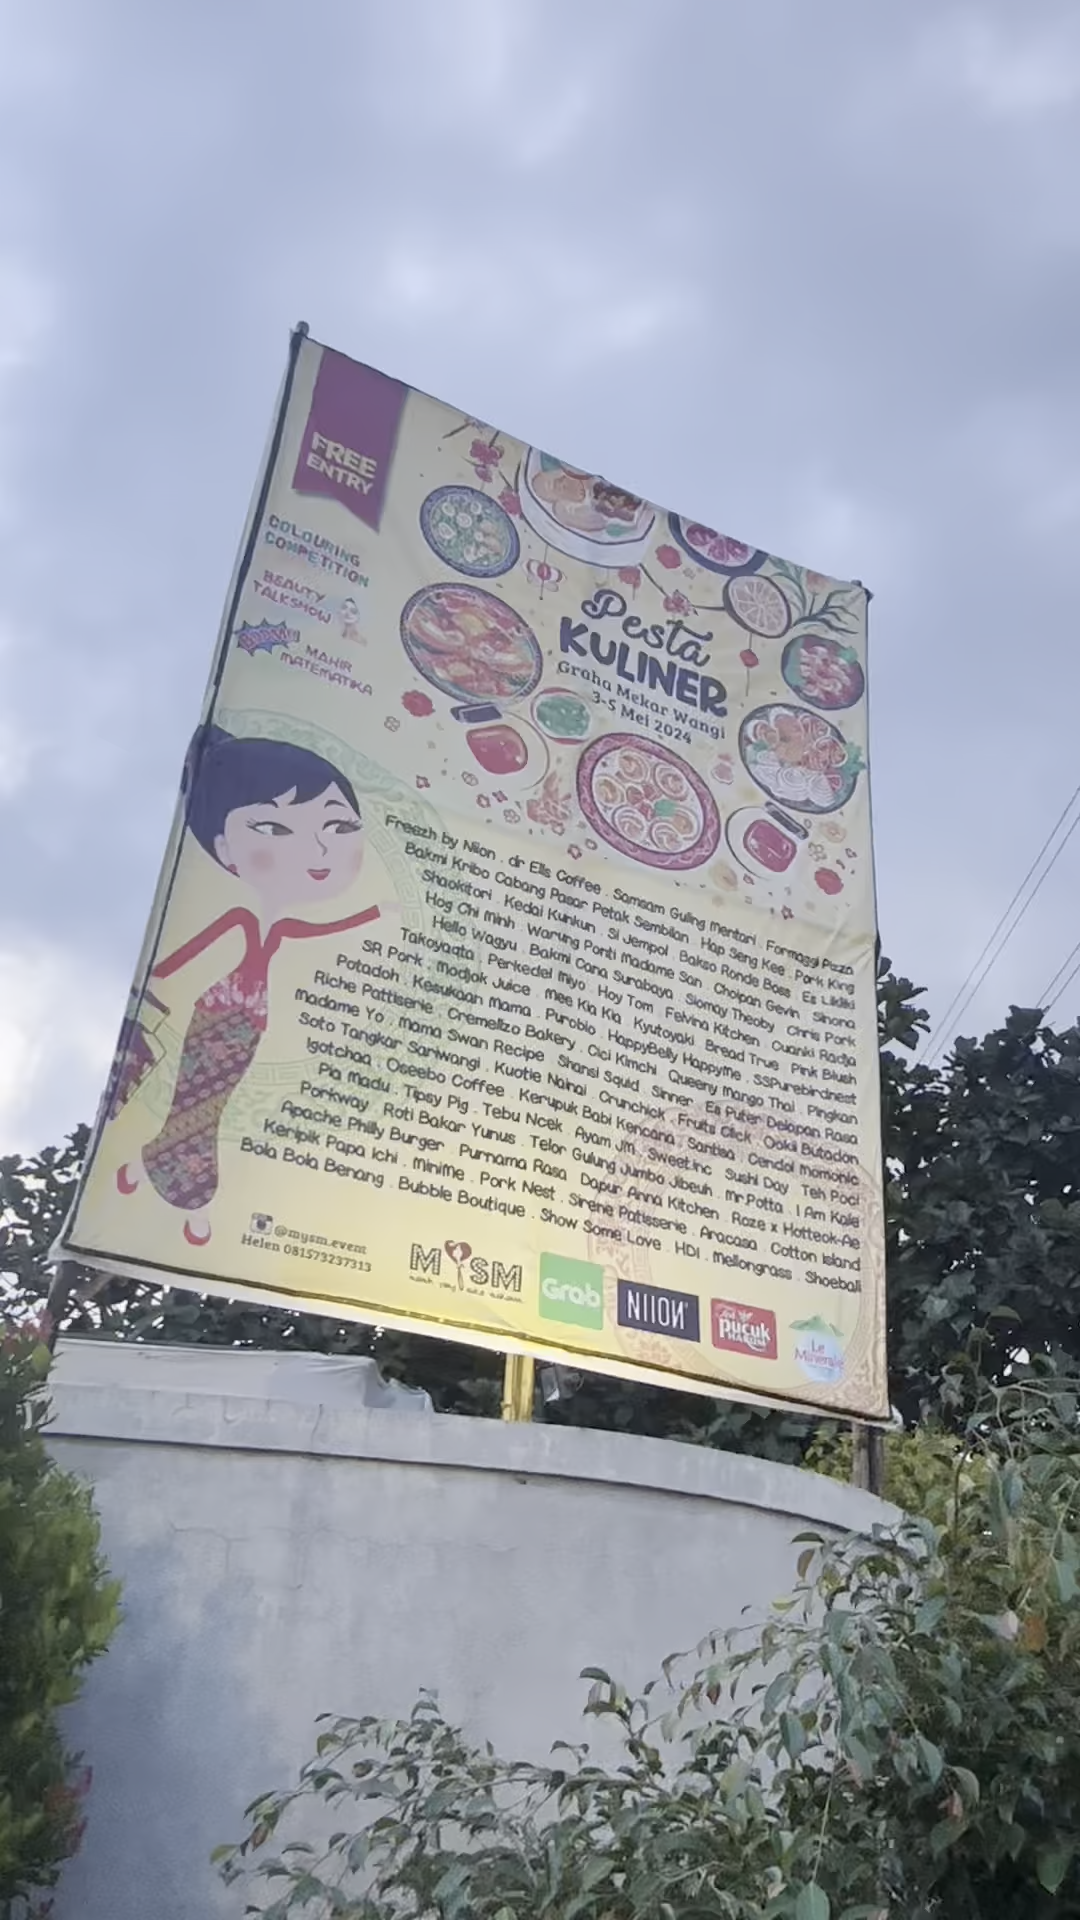 FREE
ENTRY
COLOURING
COMPETITION
BEAUTY
TALKSHOW
MAHIR
MATEMATIKA
Pesta
KULINER
Graha Mekar Wangi
3-5 Mei 2024
Freezh by Niion . dr Ells Coffee . Samsam Guling Mentari . Formaggi Pizza
Bakmi Kribo Cabang Pasar Petak Sembilan . Hap Seng Kee . Pork King
Shaokitori . Kedai Kunkun . Si Jempol . Bakso Ronde Boss . Es
Hog Chi Minh . Warung Ponti Madame San . Choipan Gevin . Sihona
Hello Wagyu . Bakmi Cana Surabaya . Siomay Theoby . Chris Pork
Takoyaqta . Perkedel Miyo . Hoy Tom . Felvina Kitchen . Cuanki Radja
SR Pork . Modjok Juice . Mee Kia Kia . Kyutoyaki . Bread True . Pink Blush
Potadoh . Kesukaan Mama . Purobio . HappyBelly HappyMe . SSPurebirdnest
Riche Pattiserie . Cremellzo Bakery . Cici Kimchi . Queeny Mango Thai . Pingkan
Madame Yo . Mama Swan Recipe . Shansi Squid . Sinner . Es Puter Delapan Rasa
Soto Tangkar Sariwangi . Kuotie Nainai . Crunchick . Fruits Click . Ookii Butadon
Igotchaa . Oseebo Coffee . Kerupuk Babi Kencana . Santisa . Cendol Momonic
Pia Madu . Tipsy Pig . Tebu Ncek . Ayam JM . Sweet.inc . Sushi Day . Teh Poci
Porkway . Roti Bakar Yunus . Telor Gulung Jumbo Jibeuh . Mr.Potta . I Am Kale
Apache Philly Burger . Purnama Rasa . Dapur Anna Kitchen . Roze x Hotteok-Ae
Keripik Papa Ichi . MiniMe . Pork Nest . Sirene Patisserie . Aracasa . Cotton Island
Bola Bola Benang . Bubble Boutique . Show Some Love . HDI . Mellongrass . Shoebali
@mysm.event
Helen 081573237313
MYSM
Grab
NIION
Teh
Pucuk
HARUM
Le
Minerale